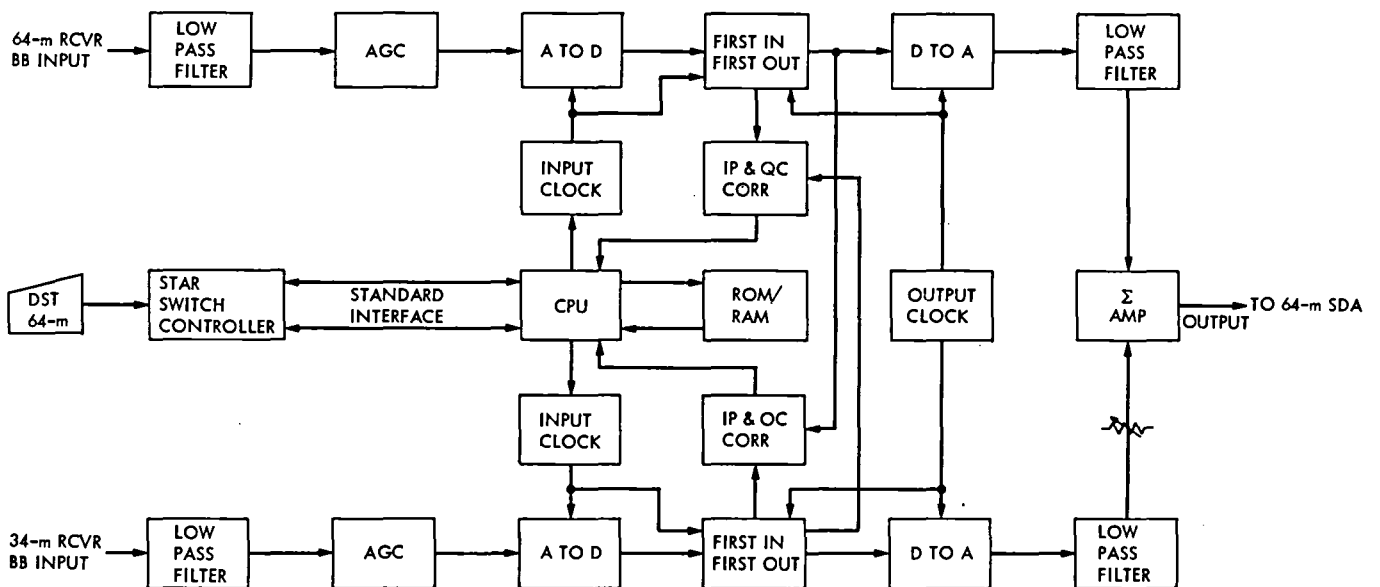 64-m RCVR
BB INPUT
LOW
PASS
FILTER
AGC
A TO D
FIRST IN
FIRST OUT
D TO A
LOW
PASS
FILTER
INPUT
CLOCK
IP & QC
CORR
DST
64-m
STAR
SWITCH
CONTROLLER
STANDARD
INTERFACE
CPU
ROM/
RAM
OUTPUT
CLOCK
Σ
AMP
OUTPUT
TO 64-m SDA
INPUT
CLOCK
IP & OC
CORR
34-m RCVR
BB INPUT
LOW
PASS
FILTER
AGC
A TO D
FIRST IN
FIRST OUT
D TO A
LOW
PASS
FILTER